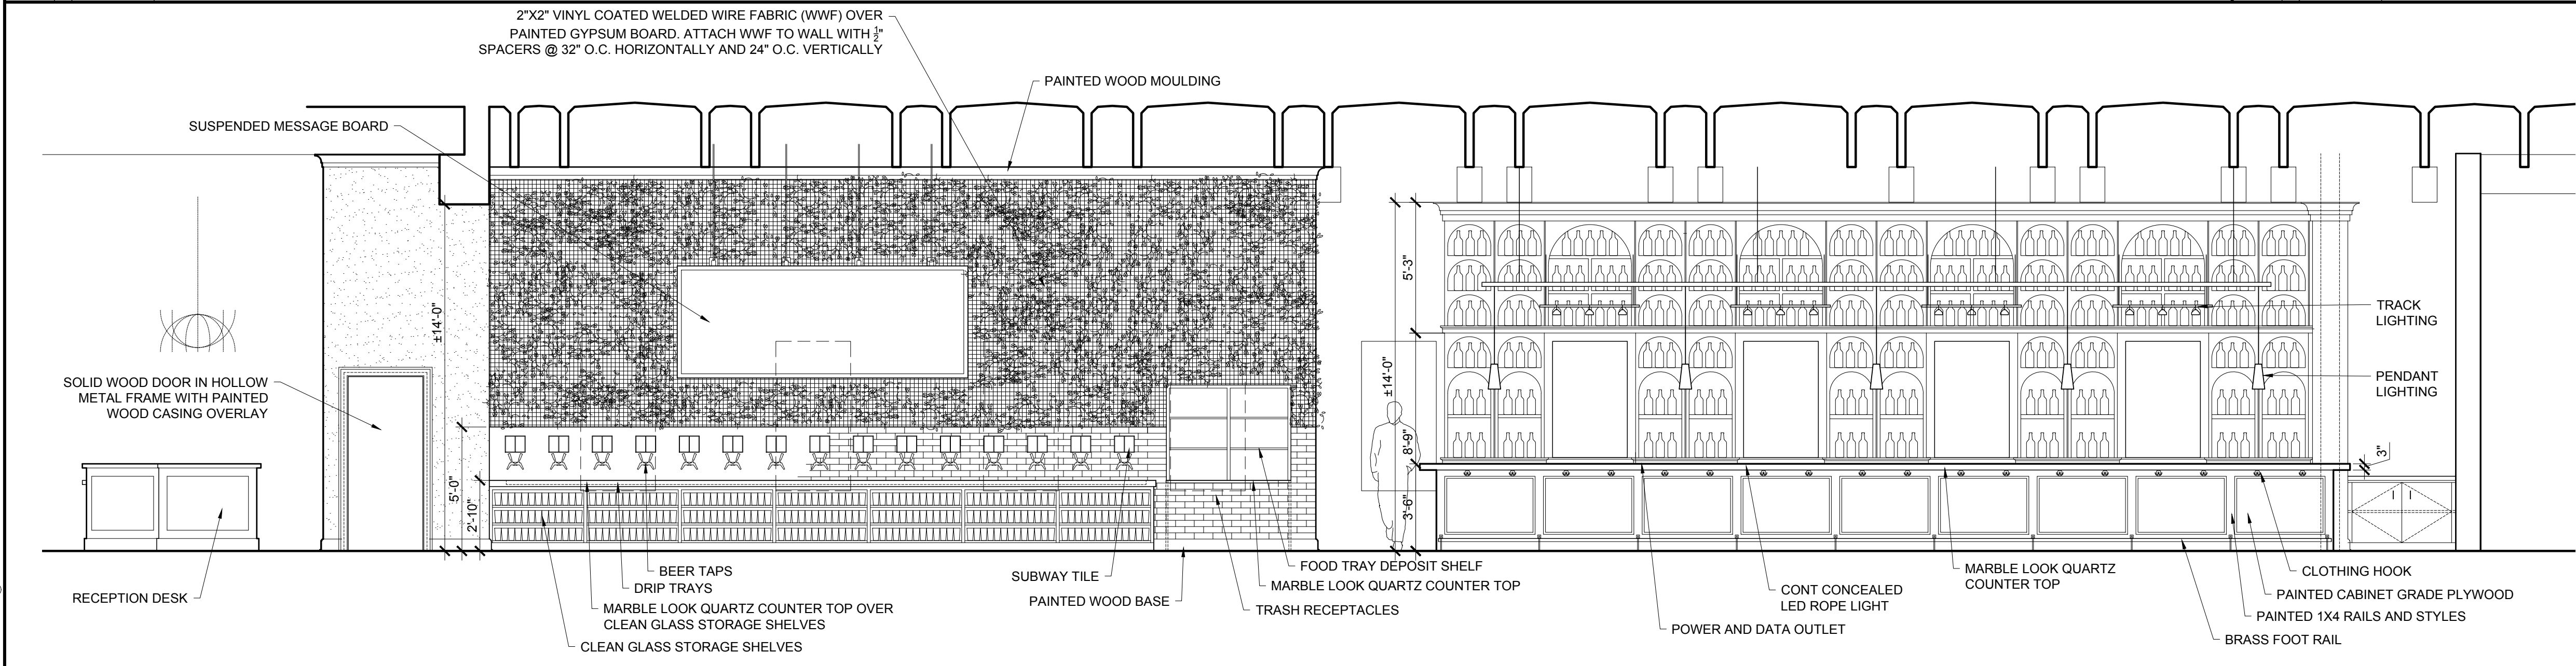 2"X2" VINYL COATED WELDED WIRE FABRIC (WWF) OVER
PAINTED GYPSUM BOARD. ATTACH WWF TO WALL WITH 1/2"
SPACERS @ 32" O.C. HORIZONTALLY AND 24" O.C. VERTICALLY
PAINTED WOOD MOULDING
SUSPENDED MESSAGE BOARD
±14'-0"
5'-0"
2'-10"
SOLID WOOD DOOR IN HOLLOW
METAL FRAME WITH PAINTED
WOOD CASING OVERLAY
RECEPTION DESK
BEER TAPS
DRIP TRAYS
MARBLE LOOK QUARTZ COUNTER TOP OVER
CLEAN GLASS STORAGE SHELVES
CLEAN GLASS STORAGE SHELVES
SUBWAY TILE
PAINTED WOOD BASE
FOOD TRAY DEPOSIT SHELF
MARBLE LOOK QUARTZ COUNTER TOP
TRASH RECEPTACLES
±14'-0"
5'-3"
8'-9"
3'-6"
TRACK
LIGHTING
PENDANT
LIGHTING
3"
CONT CONCEALED
LED ROPE LIGHT
POWER AND DATA OUTLET
MARBLE LOOK QUARTZ
COUNTER TOP
CLOTHING HOOK
PAINTED CABINET GRADE PLYWOOD
PAINTED 1X4 RAILS AND STYLES
BRASS FOOT RAIL